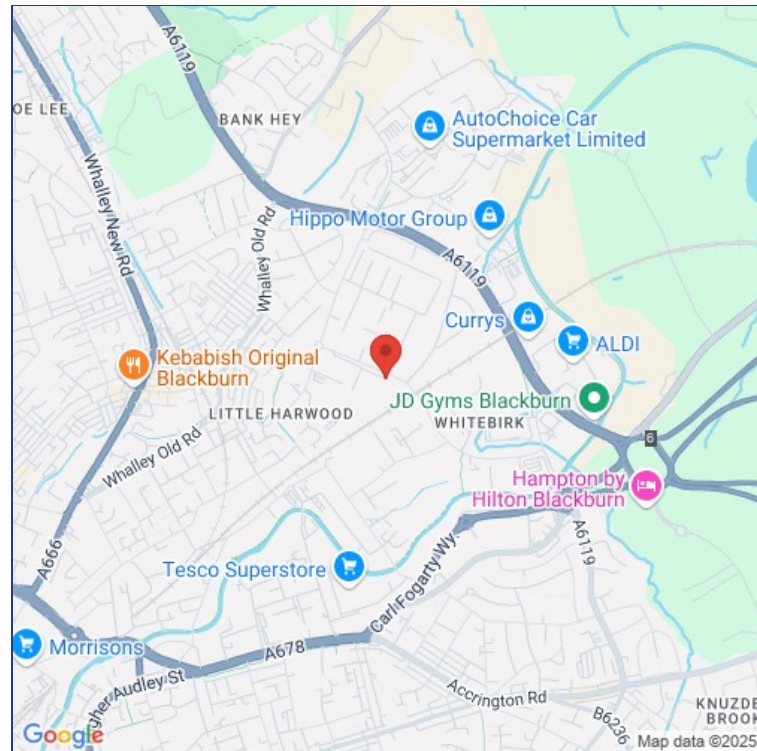 A6119
OE LEE
BANK HEY
AutoChoice Car
Supermarket Limited
Whalley New Rd
Whalley Old Rd
Hippo Motor Group
A6119
Currys
ALDI
Kebabish Original
Blackburn
LITTLE HARWOOD
JD Gyms Blackburn
WHITEBIRK
Whalley Old Rd
6
Hampton by
Hilton Blackburn
A666
Tesco Superstore
Carl Fogarty Wy.
A6119
Morrisons
A678
gher Audley St
Accrington Rd
B6236
KNUZDE
BROOK
Google
Map data ©2025